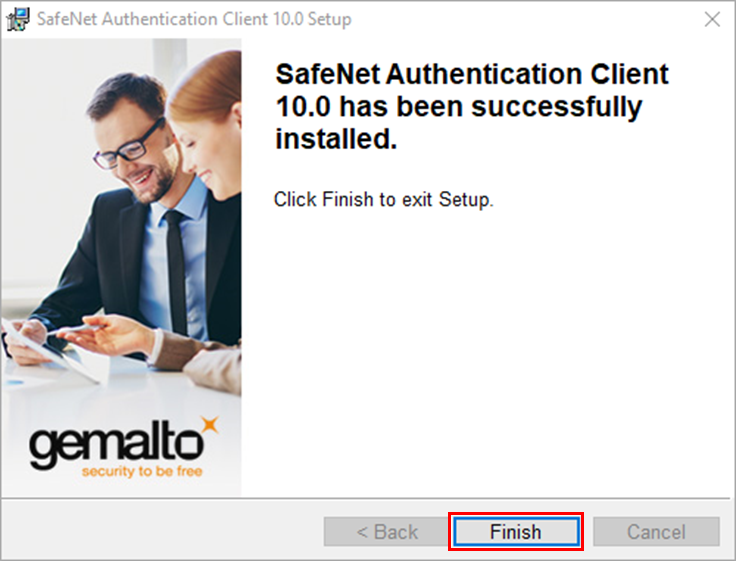 SafeNet Authentication Client 10.0 Setup
SafeNet Authentication Client
10.0 has been successfully
installed.
Click Finish to exit Setup.
gemalto
security to be free
< Back
Finish
Cancel